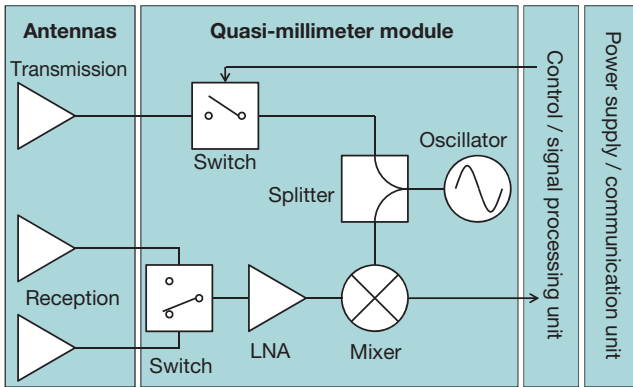 Antennas
Quasi-millimeter module
Transmission
Switch
Oscillator
Splitter
Reception
Switch
LNA
Mixer
Control / signal processing unit
Power supply / communication unit